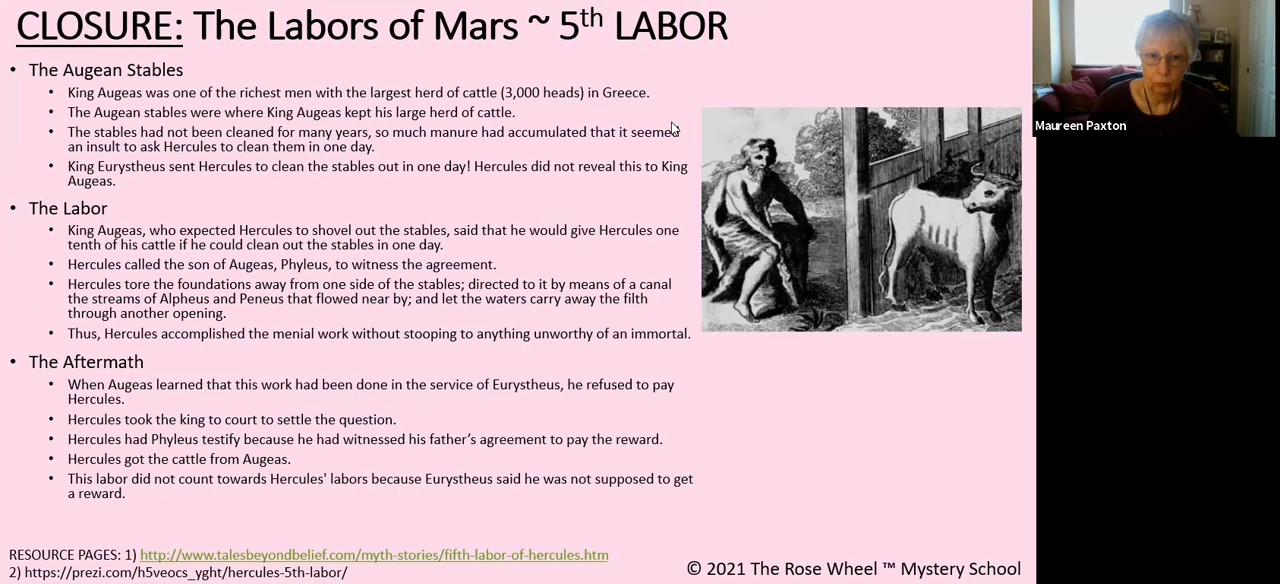 CLOSURE: The Labors of Mars ~ 5th LABOR
• The Augean Stables
• King Augeas was one of the richest men with the largest herd of cattle (3,000 heads) in Greece.
• The Augean stables were where King Augeas kept his large herd of cattle.
• The stables had not been cleaned for many years, so much manure had accumulated that it seemed
an insult to ask Hercules to clean them in one day.
• King Eurystheus sent Hercules to clean the stables out in one day! Hercules did not reveal this to King
Augeas.
• The Labor
• King Augeas, who expected Hercules to shovel out the stables, said that he would give Hercules one
tenth of his cattle if he could clean out the stables in one day.
• Hercules called the son of Augeas, Phyleus, to witness the agreement.
• Hercules tore the foundations away from one side of the stables; directed to it by means of a canal
the streams of Alpheus and Peneus that flowed near by; and let the waters carry away the filth
through another opening.
• Thus, Hercules accomplished the menial work without stooping to anything unworthy of an immortal.
• The Aftermath
• When Augeas learned that this work had been done in the service of Eurystheus, he refused to pay
Hercules.
• Hercules took the king to court to settle the question.
• Hercules had Phyleus testify because he had witnessed his father's agreement to pay the reward.
• Hercules got the cattle from Augeas.
• This labor did not count towards Hercules' labors because Eurystheus said he was not supposed to get
a reward.
RESOURCE PAGES: 1) http://www.talesbeyondbelief.com/myth-stories/fifth-labor-of-hercules.htm
2) https://prezi.com/h5veocs_yght/hercules-5th-labor/
© 2021 The Rose Wheel ™ Mystery School
Maureen Paxton